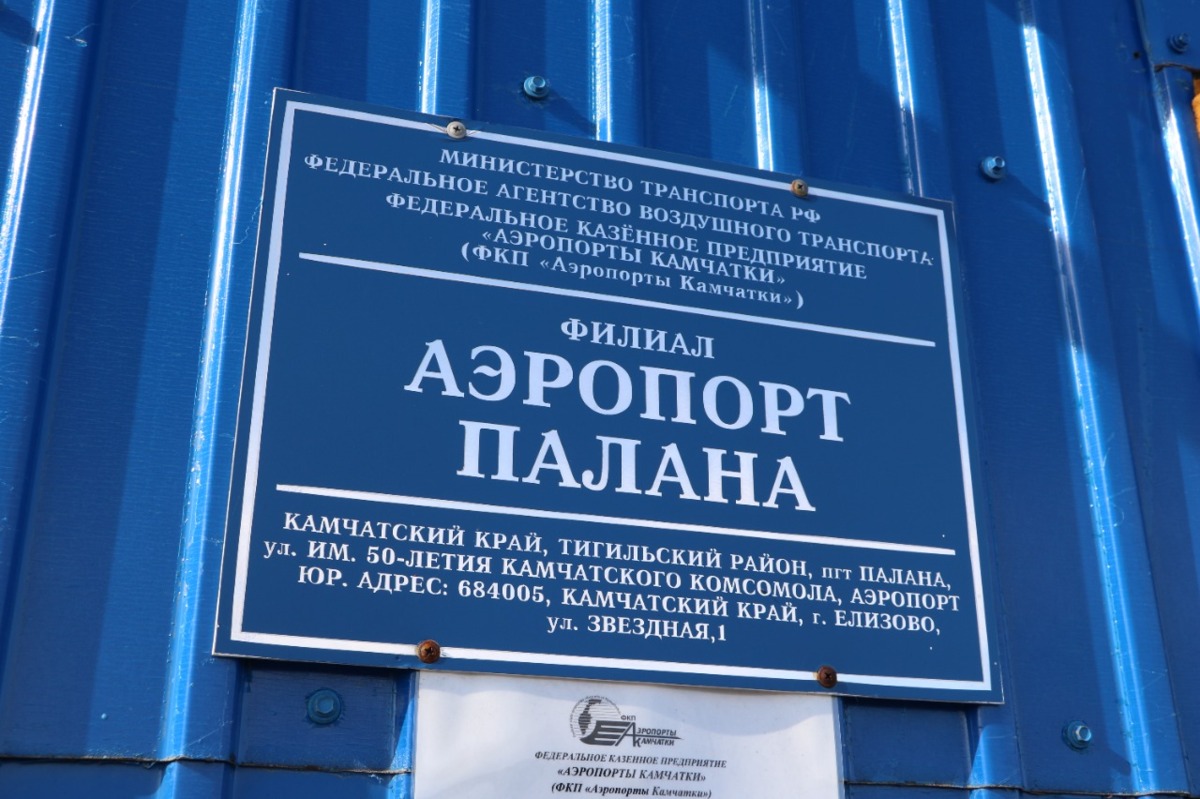 МИНИСТЕРСТВО ТРАНСПОРТА РФ
ФЕДЕРАЛЬНОЕ АГЕНТСТВО ВОЗДУШНОГО ТРАНСПОРТА
ФЕДЕРАЛЬНОЕ КАЗЁННОЕ ПРЕДПРИЯТИЕ
«АЭРОПОРТЫ КАМЧАТКИ»
(ФКП «Аэропорты Камчатки»)
ФИЛИАЛ
АЭРОПОРТ
ПАЛАНА
КАМЧАТСКИЙ КРАЙ, ТИГИЛЬСКИЙ РАЙОН, пгт ПАЛАНА,
ул. ИМ. 50-ЛЕТИЯ КАМЧАТСКОГО КОМСОМОЛА, АЭРОПОРТ
ЮР. АДРЕС: 684005, КАМЧАТСКИЙ КРАЙ, г. ЕЛИЗОВО,
ул. ЗВЕЗДНАЯ,1
ФКП
АЭРОПОРТЫ
КАМЧАТКИ
ФЕДЕРАЛЬНОЕ КАЗЕННОЕ ПРЕДПРИЯТИЕ
«АЭРОПОРТЫ КАМЧАТКИ»
(ФКП «Аэропорты Камчатки»)